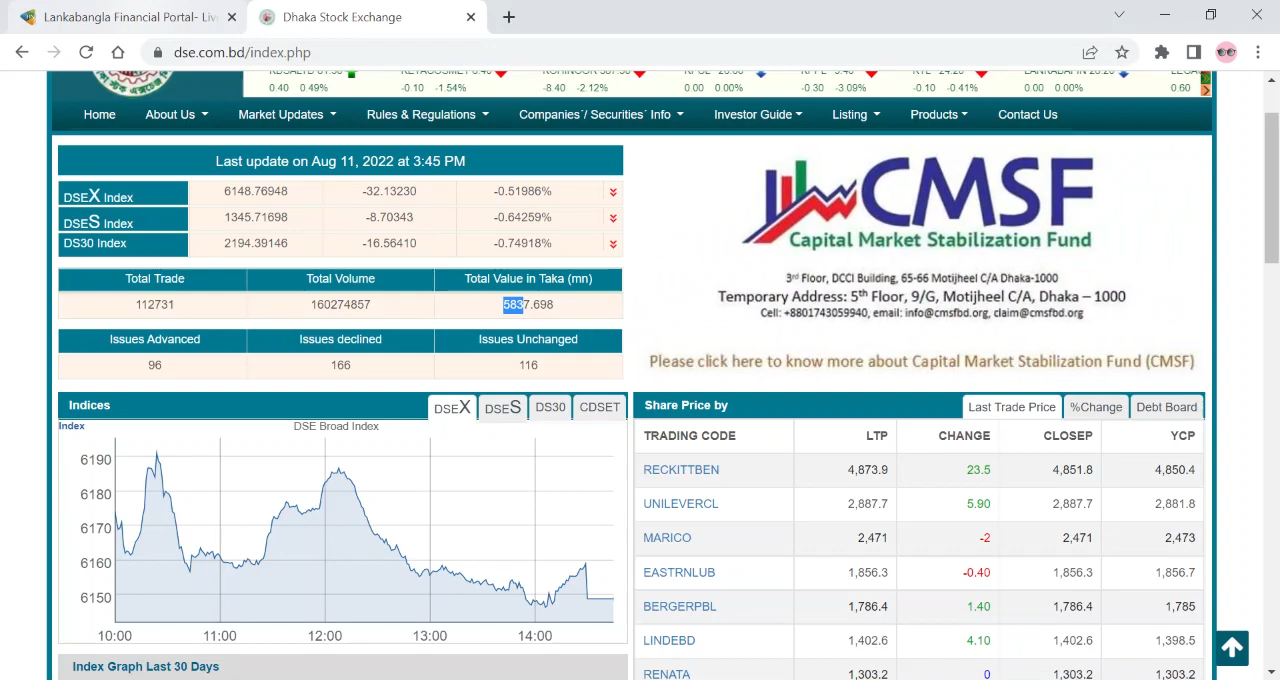 Lankabangla Financial Portal- Liv
Dhaka Stock Exchange
dse.com.bd/index.php
0.40 0.49% -0.10 -1.54% -8.40 -2.12% 0.00 0.00% -0.30 -3.09% -0.10 -0.41% 0.00 0.00% 0.60
Home About Us Market Updates Rules & Regulations Companies´/ Securities´ Info Investor Guide Listing Products Contact Us
Last update on Aug 11, 2022 at 3:45 PM
DSEX Index 6148.76948 -32.13230 -0.51986%
DSES Index 1345.71698 -8.70343 -0.64259%
DS30 Index 2194.39146 -16.56410 -0.74918%
Total Trade Total Volume Total Value in Taka (mn)
112731 160274857 5837.698
Issues Advanced Issues declined Issues Unchanged
96 166 116
CMSF
Capital Market Stabilization Fund
3rd Floor, DCCI Building, 65-66 Motijheel C/A Dhaka-1000
Temporary Address: 5th Floor, 9/G, Motijheel C/A, Dhaka – 1000
Cell: +8801743059940, email: info@cmsfbd.org, claim@cmsfbd.org
Please click here to know more about Capital Market Stabilization Fund (CMSF)
Indices DSEX DSES DS30 CDSET
Index DSE Broad Index
6190
6180
6170
6160
6150
10:00 11:00 12:00 13:00 14:00
Index Graph Last 30 Days
Share Price by Last Trade Price %Change Debt Board
TRADING CODE LTP CHANGE CLOSEP YCP
RECKITTBEN 4,873.9 23.5 4,851.8 4,850.4
UNILEVERCL 2,887.7 5.90 2,887.7 2,881.8
MARICO 2,471 -2 2,471 2,473
EASTRNLUB 1,856.3 -0.40 1,856.3 1,856.7
BERGERPBL 1,786.4 1.40 1,786.4 1,785
LINDEBD 1,402.6 4.10 1,402.6 1,398.5
RENATA 1,303.2 0 1,303.2 1,303.2